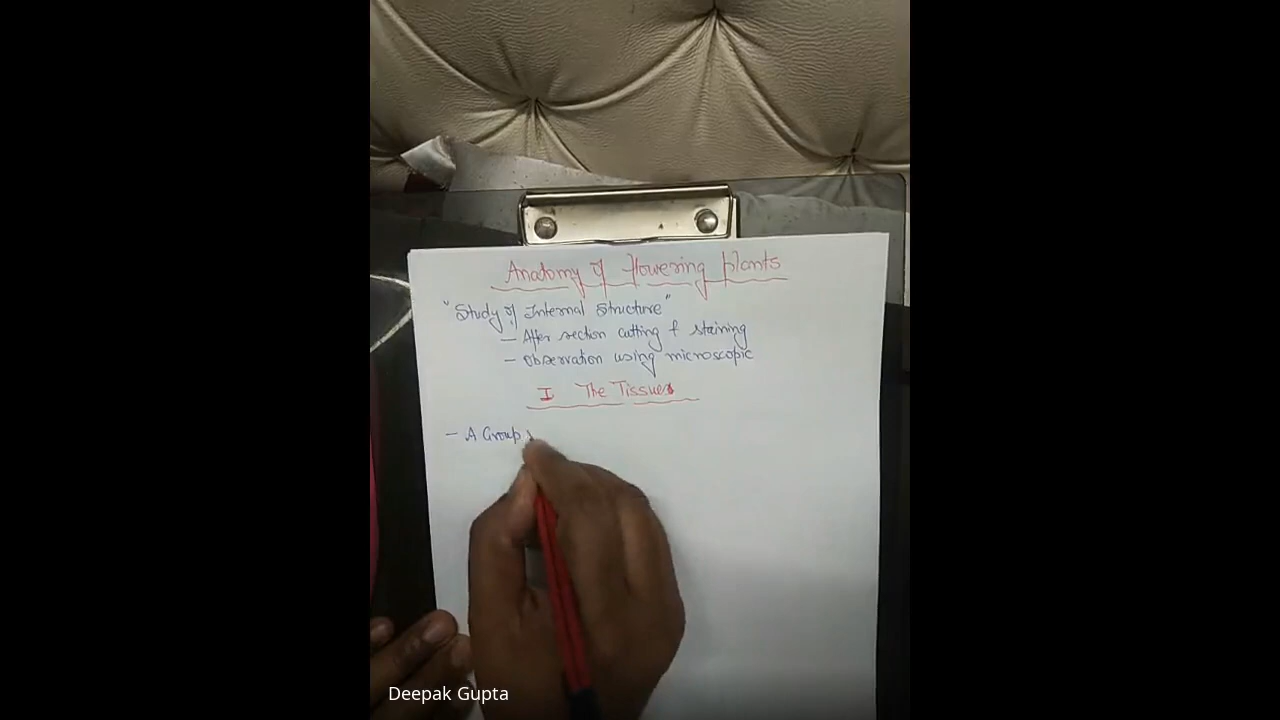 Anatomy of flowering plants
"Study of Internal Structure"
— After section cutting & staining
— Observation using microscopic
I The Tissues
— A Group
Deepak Gupta